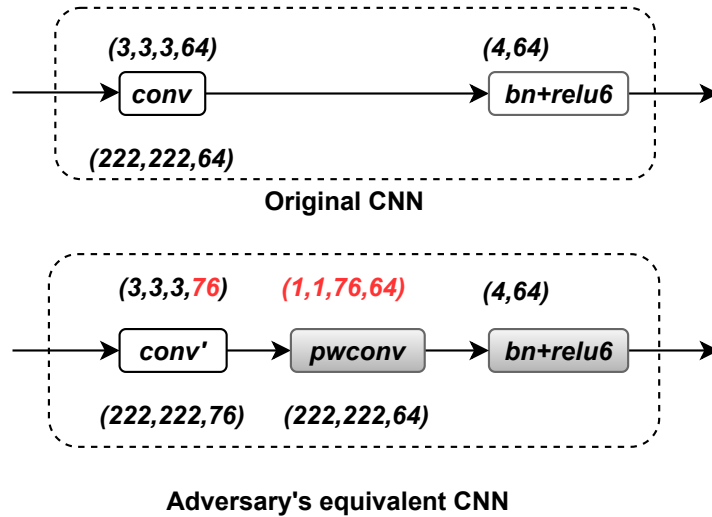 (3,3,3,64) (4,64)
conv bn+relu6
(222,222,64)
Original CNN
(3,3,3,76) (1,1,76,64) (4,64)
conv' pwconv bn+relu6
(222,222,76) (222,222,64)
Adversary's equivalent CNN